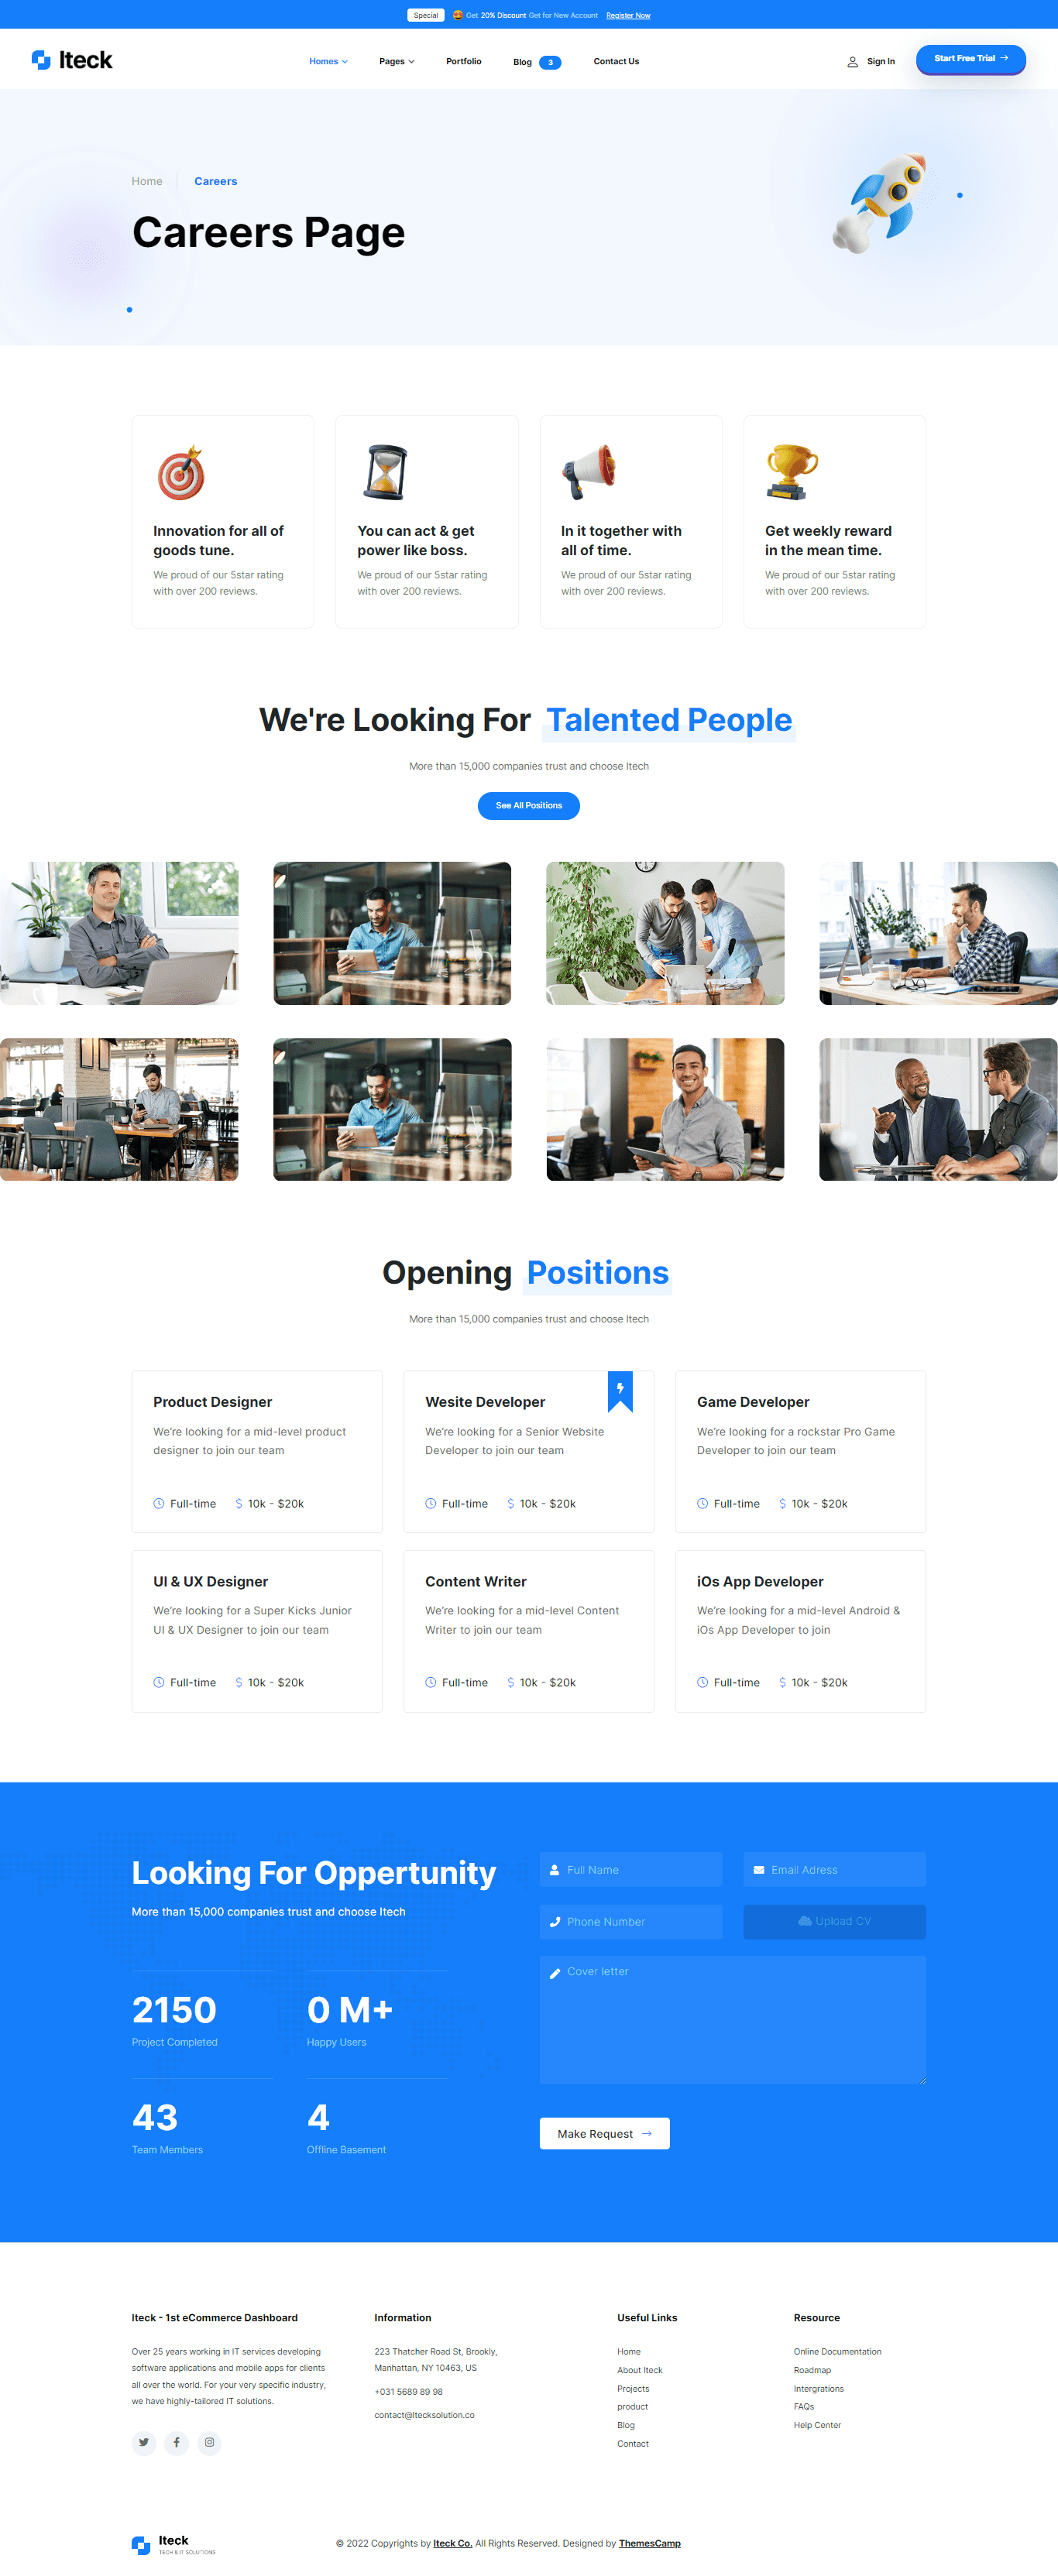 Special Get 20% Discount Get for New Account Register Now
Iteck
Homes Pages Portfolio Blog 3 Contact Us
Sign In
Start Free Trial
Home Careers
Careers Page
Innovation for all of
goods tune.
We proud of our 5star rating
with over 200 reviews.
You can act & get
power like boss.
We proud of our 5star rating
with over 200 reviews.
In it together with
all of time.
We proud of our 5star rating
with over 200 reviews.
Get weekly reward
in the mean time.
We proud of our 5star rating
with over 200 reviews.
We're Looking For Talented People
More than 15,000 companies trust and choose Itech
See All Positions
Opening Positions
More than 15,000 companies trust and choose Itech
Product Designer
We're looking for a mid-level product
designer to join our team
Full-time $ 10k - $20k
Wesite Developer
We're looking for a Senior Website
Developer to join our team
Full-time $ 10k - $20k
Game Developer
We're looking for a rockstar Pro Game
Developer to join our team
Full-time $ 10k - $20k
UI & UX Designer
We're looking for a Super Kicks Junior
UI & UX Designer to join our team
Full-time $ 10k - $20k
Content Writer
We're looking for a mid-level Content
Writer to join our team
Full-time $ 10k - $20k
iOs App Developer
We're looking for a mid-level Android &
iOs App Developer to join
Full-time $ 10k - $20k
Looking For Oppertunity
More than 15,000 companies trust and choose Itech
2150
Project Completed
0 M+
Happy Users
43
Team Members
4
Offline Basement
Full Name
Email Adress
Phone Number
Upload CV
Cover letter
Make Request
Iteck - 1st eCommerce Dashboard
Over 25 years working in IT services developing
software applications and mobile apps for clients
all over the world. For your very specific industry,
we have highly-tailored IT solutions.
Information
223 Thatcher Road St, Brookly,
Manhattan, NY 10463, US
+031 5689 89 98
contact@Itecksolution.co
Useful Links
Home
About Iteck
Projects
product
Blog
Contact
Resource
Online Documentation
Roadmap
Intergrations
FAQs
Help Center
Iteck
TECH & IT SOLUTIONS
© 2022 Copyrights by Iteck Co. All Rights Reserved. Designed by ThemesCamp